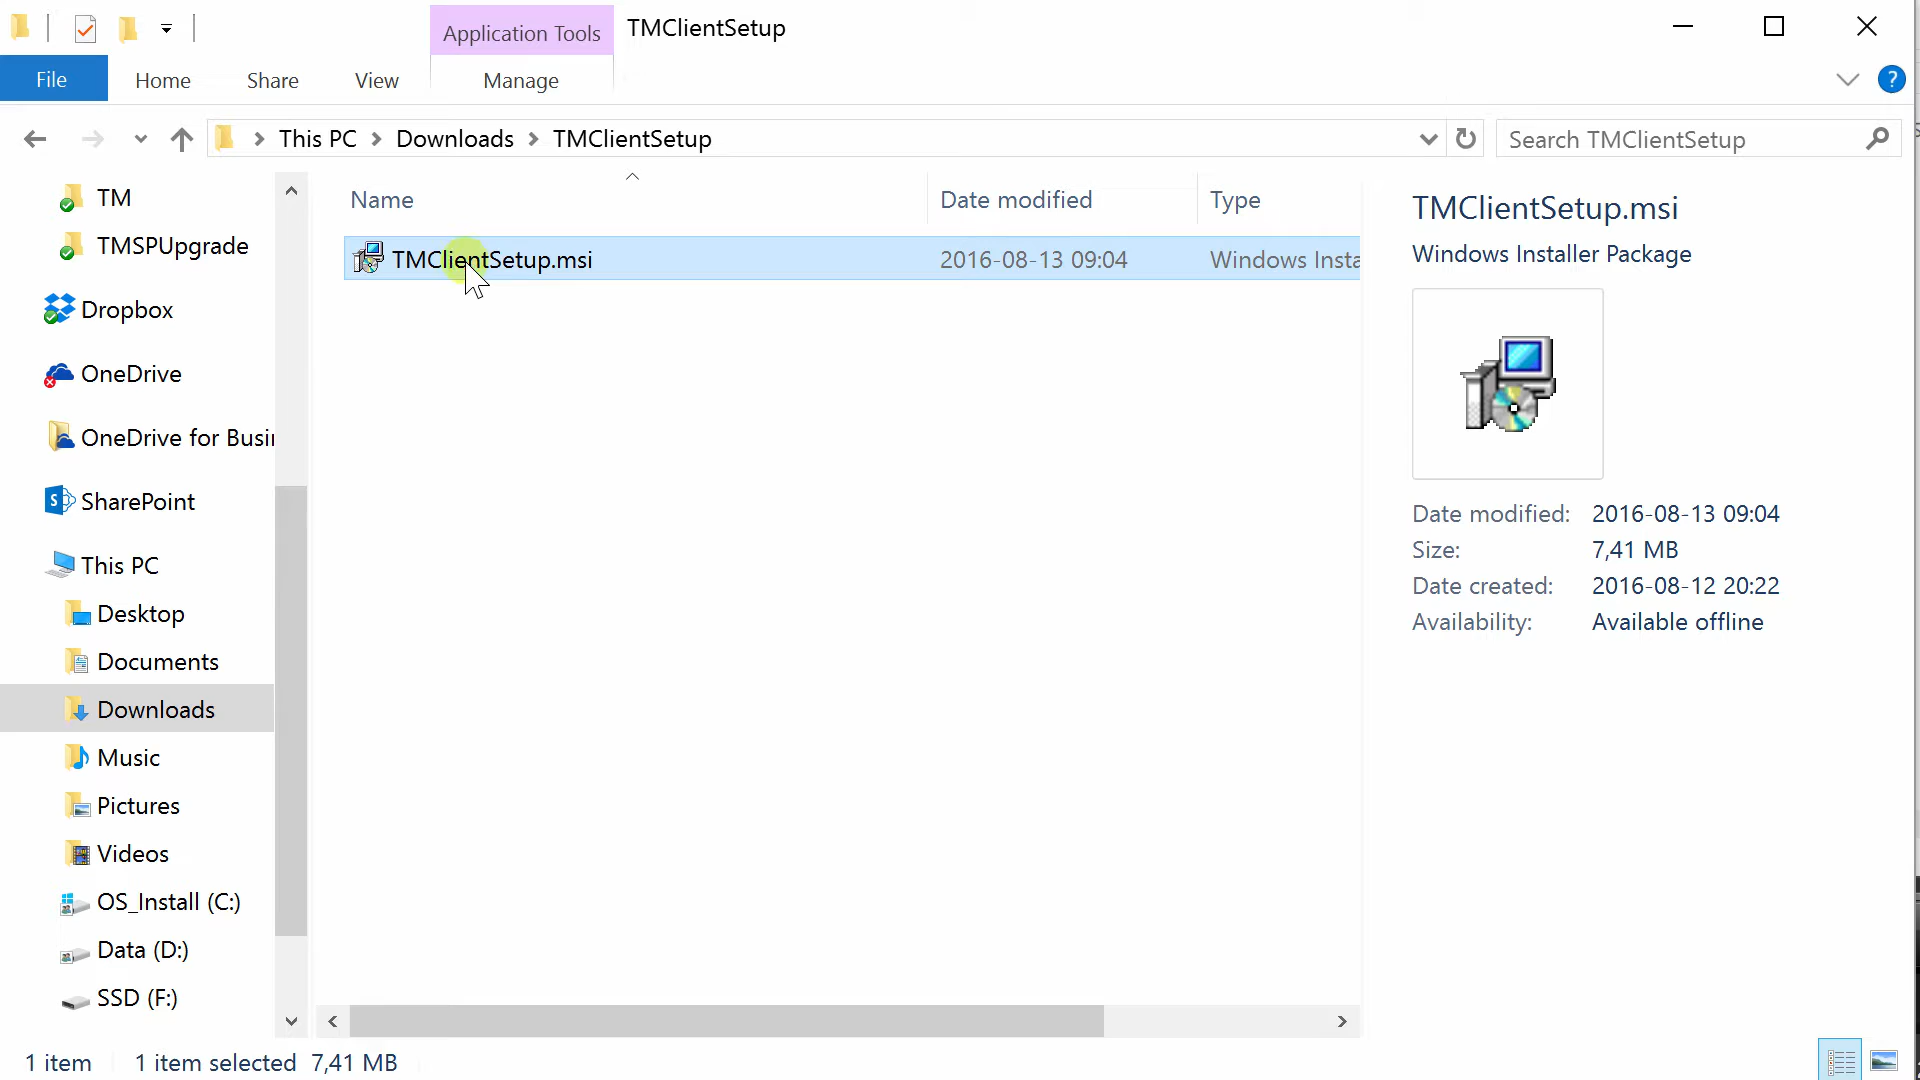 Application Tools
TMClientSetup
File
Home
Share
View
Manage
?
This PC
Downloads
TMClientSetup
Search TMClientSetup
TM
TMSPUpgrade
Dropbox
OneDrive
OneDrive for Busin
SharePoint
This PC
Desktop
Documents
Downloads
Music
Pictures
Videos
OS_Install (C:)
Data (D:)
SSD (F:)
Name
Date modified
Type
TMClientSetup.msi
2016-08-13 09:04
Windows Insta
TMClientSetup.msi
Windows Installer Package
Date modified: 2016-08-13 09:04
Size: 7,41 MB
Date created: 2016-08-12 20:22
Availability: Available offline
1 item
1 item selected 7,41 MB